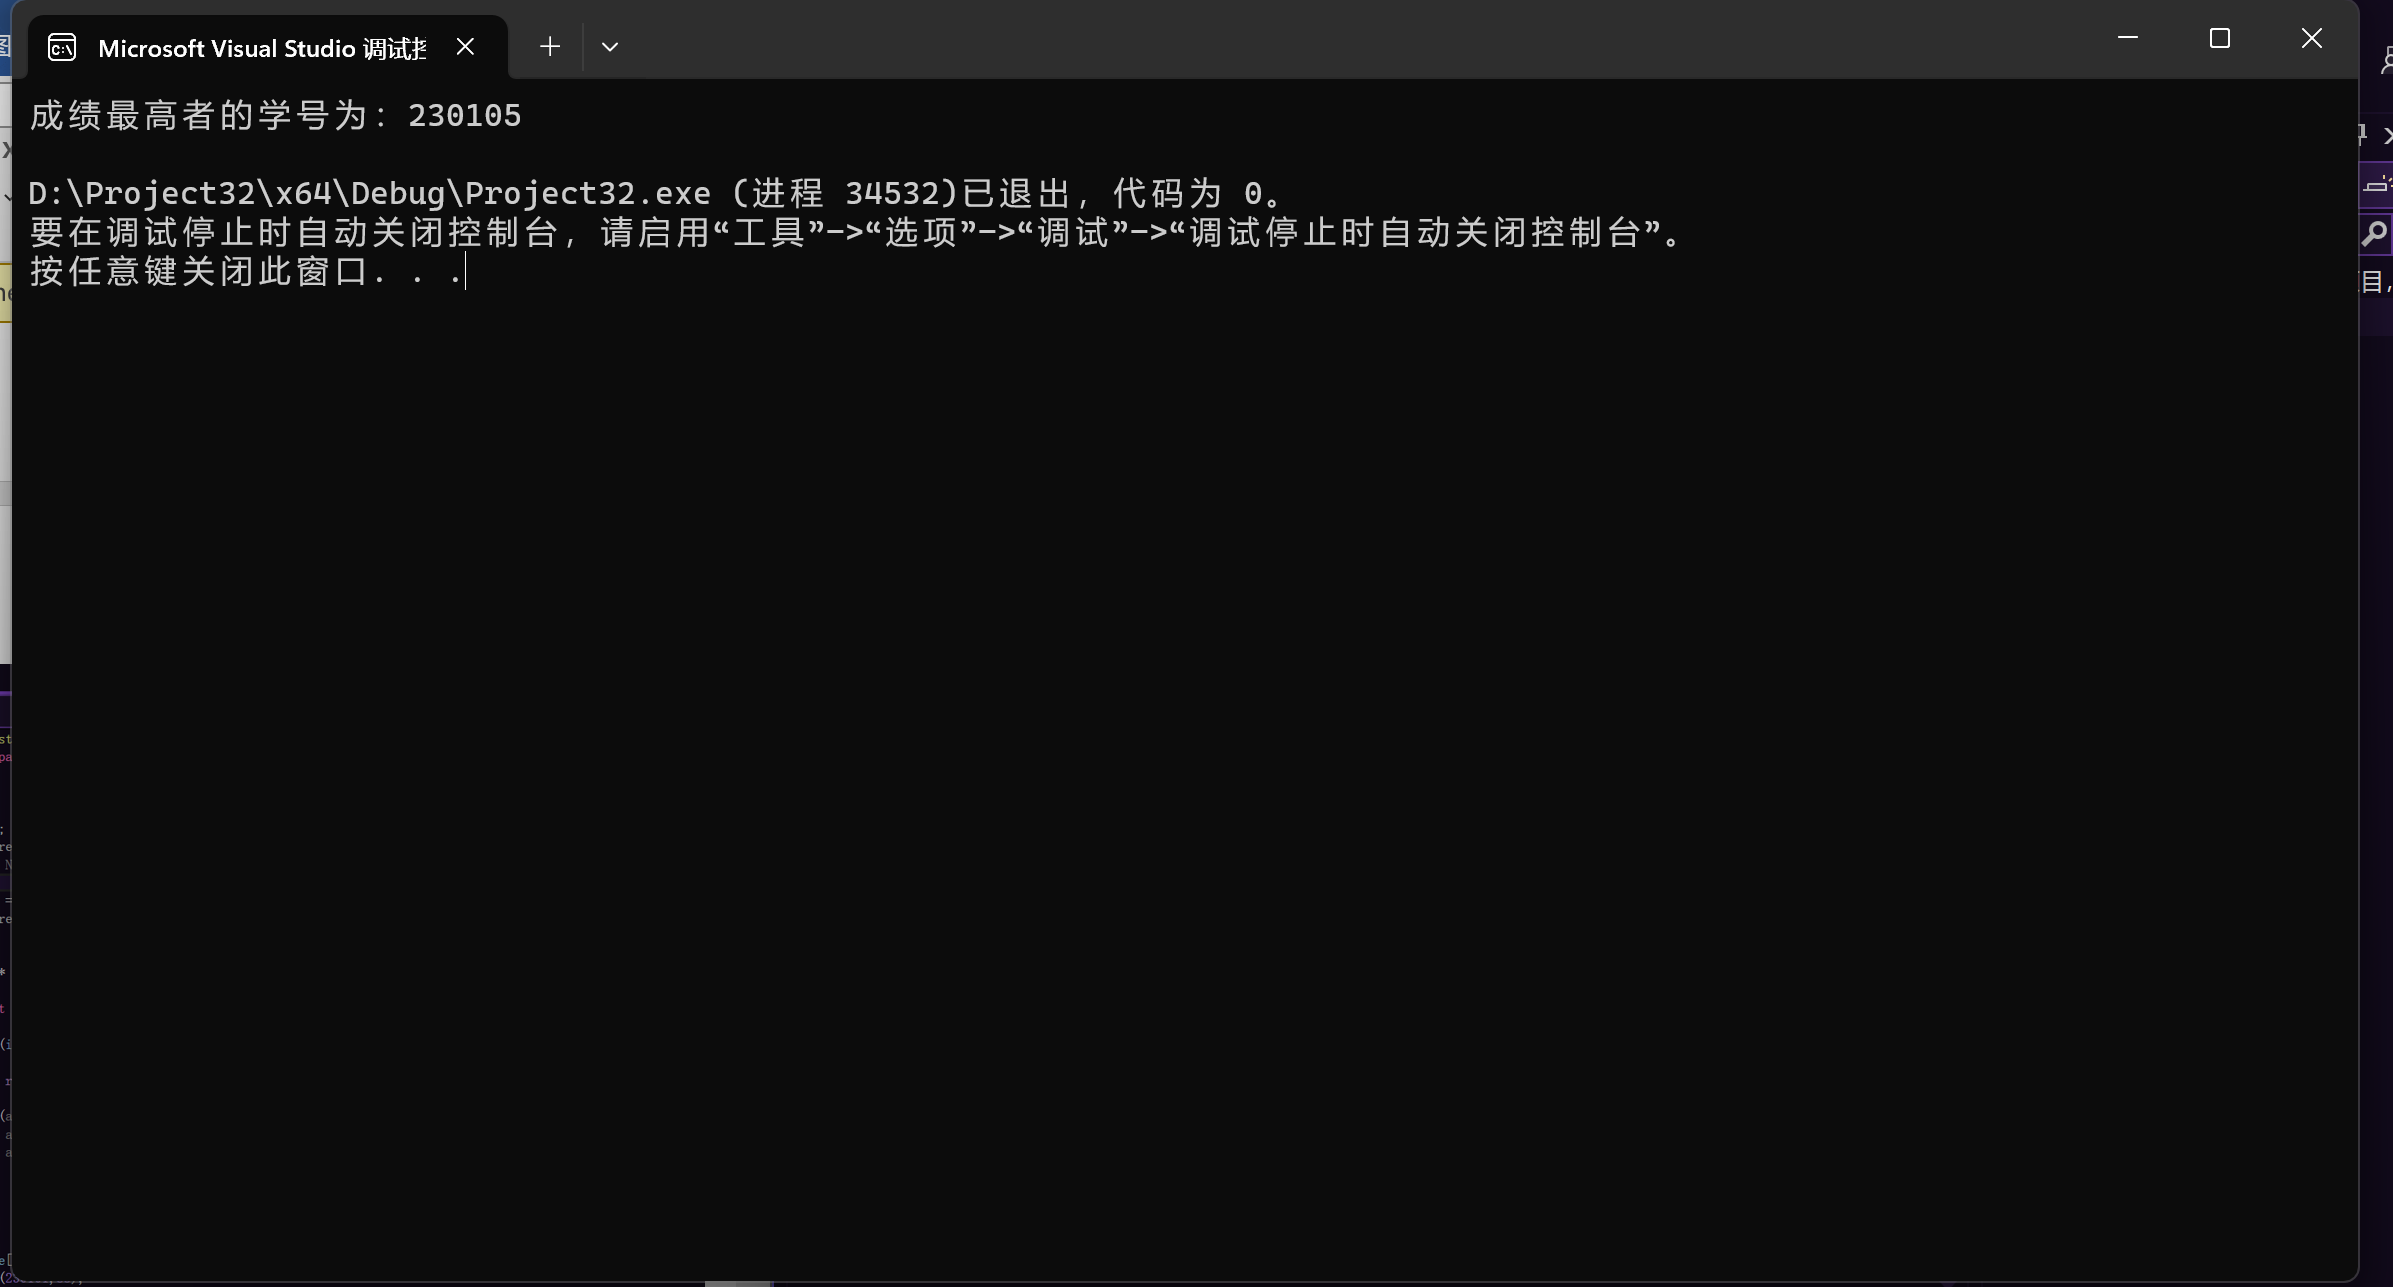 Microsoft Visual Studio 调试控
成绩最高者的学号为：230105
D:\Project32\x64\Debug\Project32.exe (进程 34532)已退出，代码为 0。
要在调试停止时自动关闭控制台，请启用“工具”->“选项”->“调试”->“调试停止时自动关闭控制台”。
按任意键关闭此窗口. . .